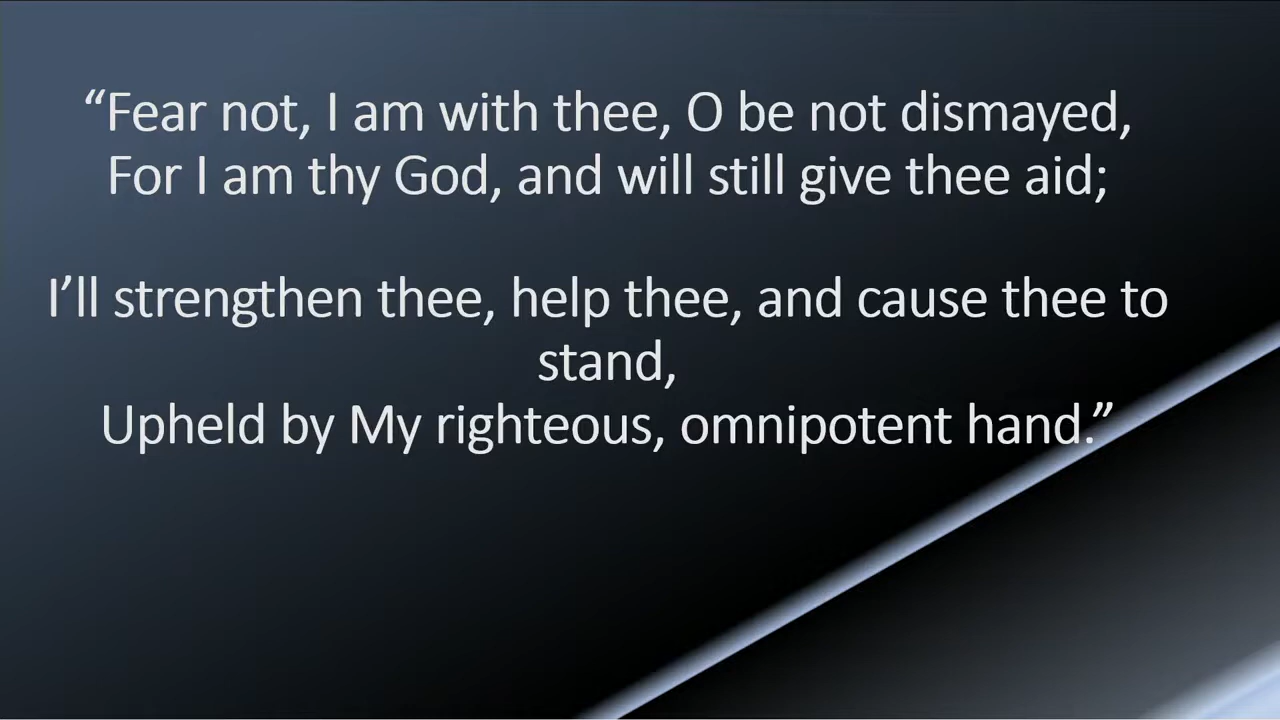 “Fear not, I am with thee, O be not dismayed,
For I am thy God, and will still give thee aid;
I’ll strengthen thee, help thee, and cause thee to
stand,
Upheld by My righteous, omnipotent hand.”